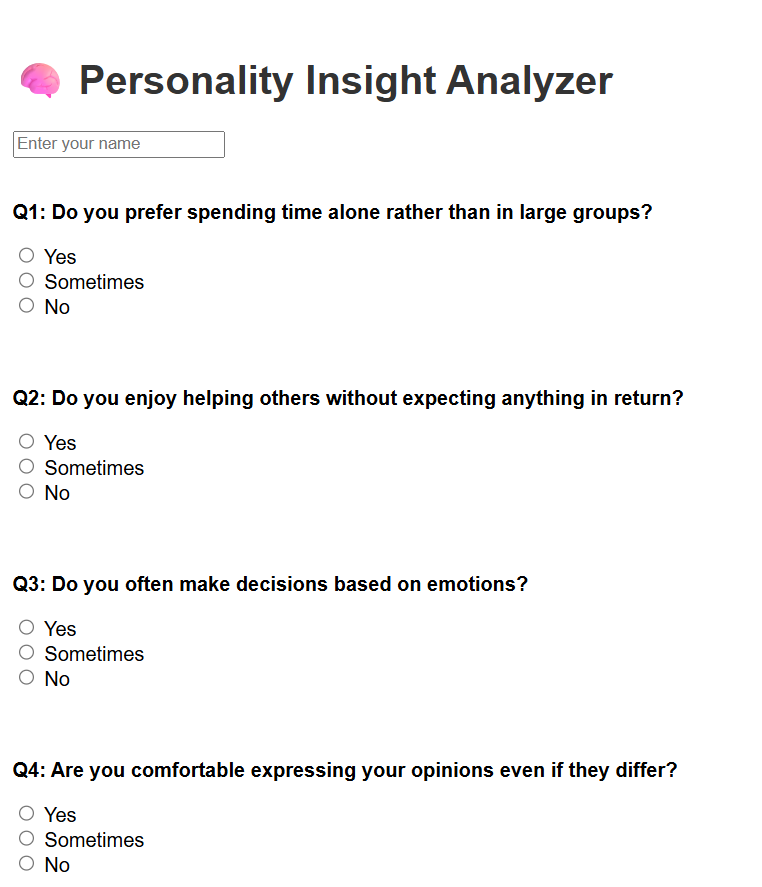 🧠 Personality Insight Analyzer
Enter your name
Q1: Do you prefer spending time alone rather than in large groups?
Yes
Sometimes
No
Q2: Do you enjoy helping others without expecting anything in return?
Yes
Sometimes
No
Q3: Do you often make decisions based on emotions?
Yes
Sometimes
No
Q4: Are you comfortable expressing your opinions even if they differ?
Yes
Sometimes
No